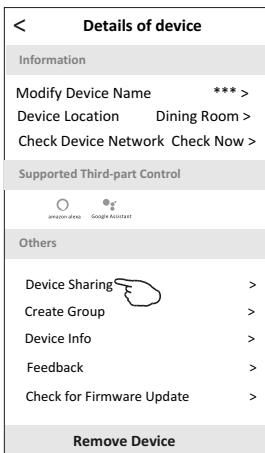 < Details of device
Information
Modify Device Name *** >
Device Location Dining Room >
Check Device Network Check Now >
Supported Third-part Control
amazon alexa Google Assistant
Others
Device Sharing >
Create Group >
Device Info >
Feedback >
Check for Firmware Update >
Remove Device